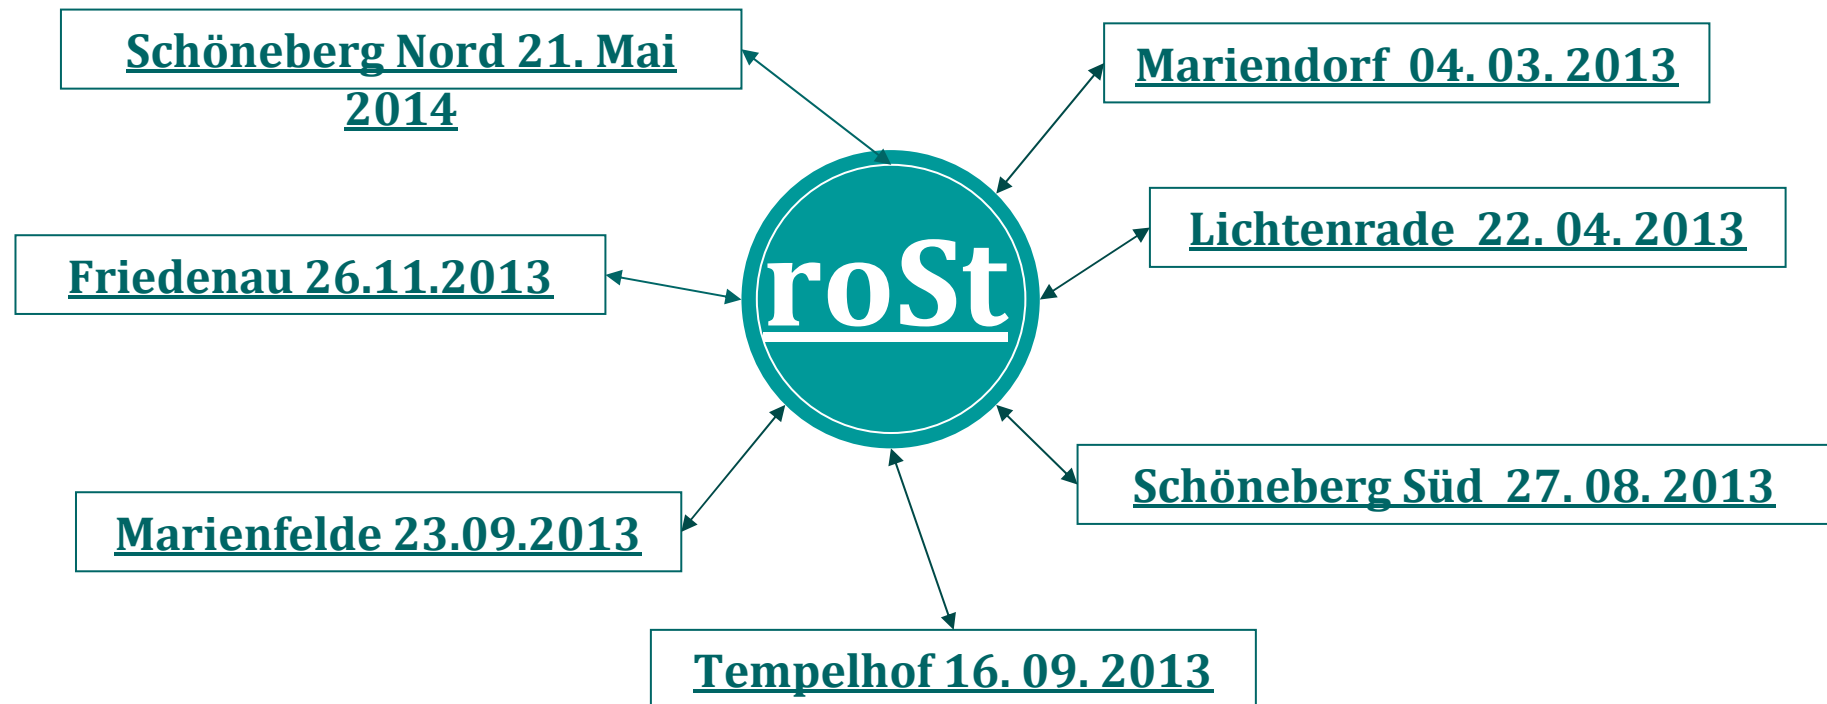 Schöneberg Nord 21. Mai
2014
Mariendorf  04. 03. 2013
Lichtenrade  22. 04. 2013
Friedenau 26.11.2013
roSt
Schöneberg Süd  27. 08. 2013
Marienfelde 23.09.2013
Tempelhof 16. 09. 2013